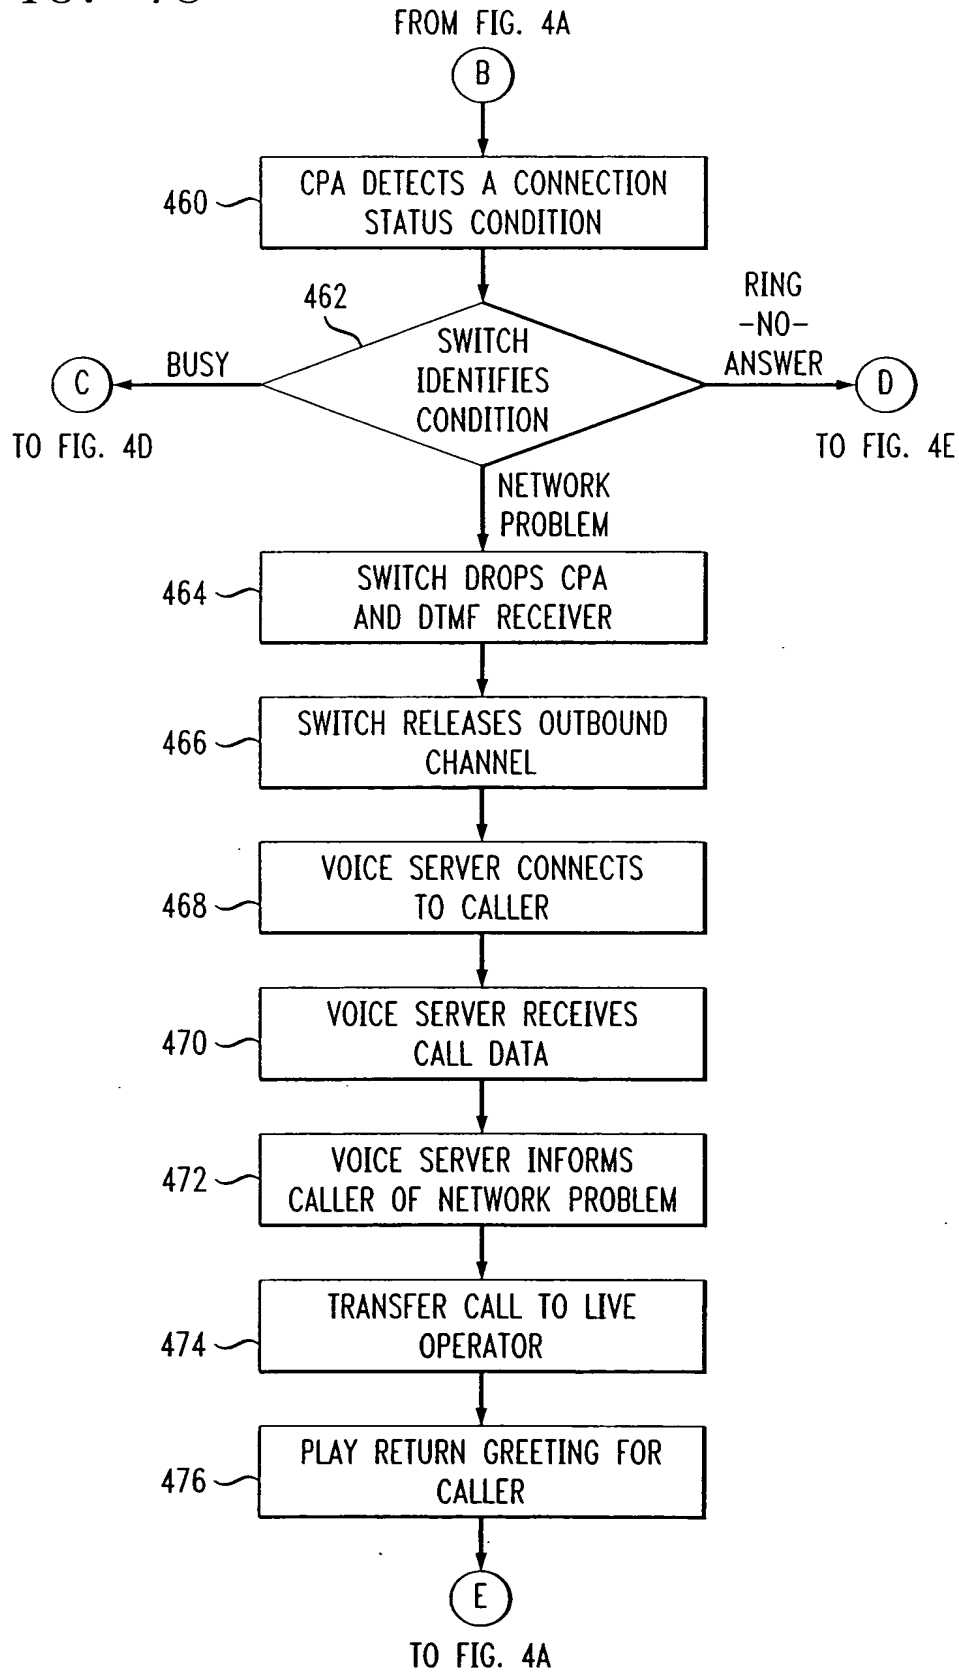 FROM FIG. 4A
B
460
CPA DETECTS A CONNECTION
STATUS CONDITION
462
SWITCH
IDENTIFIES
CONDITION
BUSY
C
TO FIG. 4D
RING
-NO-
ANSWER
D
TO FIG. 4E
NETWORK
PROBLEM
464
SWITCH DROPS CPA
AND DTMF RECEIVER
466
SWITCH RELEASES OUTBOUND
CHANNEL
468
VOICE SERVER CONNECTS
TO CALLER
470
VOICE SERVER RECEIVES
CALL DATA
472
VOICE SERVER INFORMS
CALLER OF NETWORK PROBLEM
474
TRANSFER CALL TO LIVE
OPERATOR
476
PLAY RETURN GREETING FOR
CALLER
E
TO FIG. 4A